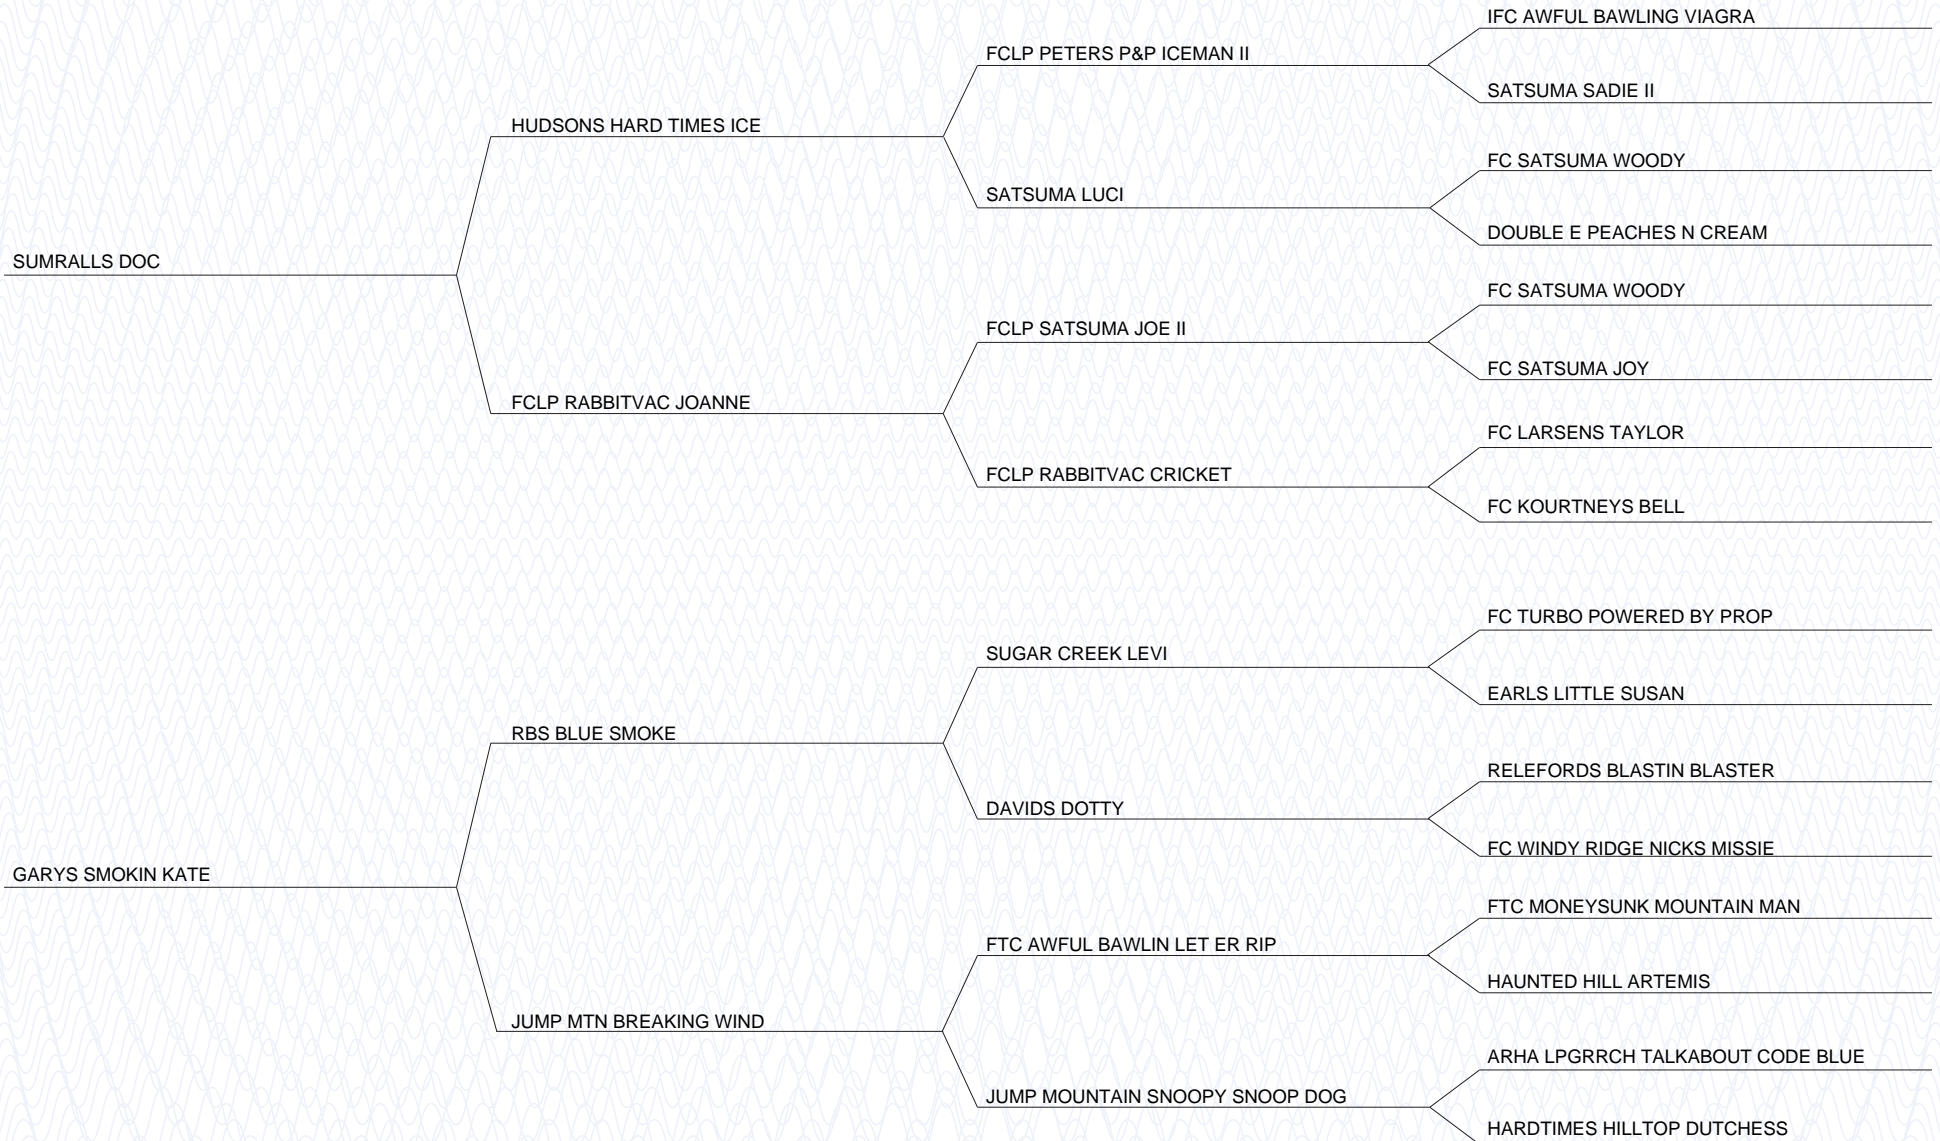 IFC AWFUL BAWLING VIAGRA
FCLP PETERS P&P ICEMAN II
SATSUMA SADIE II
HUDSONS HARD TIMES ICE
FC SATSUMA WOODY
SATSUMA LUCI
DOUBLE E PEACHES N CREAM
SUMRALLS DOC
FC SATSUMA WOODY
FCLP SATSUMA JOE II
FC SATSUMA JOY
FCLP RABBITVAC JOANNE
FC LARSENS TAYLOR
FCLP RABBITVAC CRICKET
FC KOURTNEYS BELL
FC TURBO POWERED BY PROP
SUGAR CREEK LEVI
EARLS LITTLE SUSAN
RBS BLUE SMOKE
RELEFORDS BLASTIN BLASTER
DAVIDS DOTTY
FC WINDY RIDGE NICKS MISSIE
GARYS SMOKIN KATE
FTC MONEYSUNK MOUNTAIN MAN
FTC AWFUL BAWLIN LET ER RIP
HAUNTED HILL ARTEMIS
JUMP MTN BREAKING WIND
ARHA LPGRRCH TALKABOUT CODE BLUE
JUMP MOUNTAIN SNOOPY SNOOP DOG
HARDTIMES HILLTOP DUTCHESS